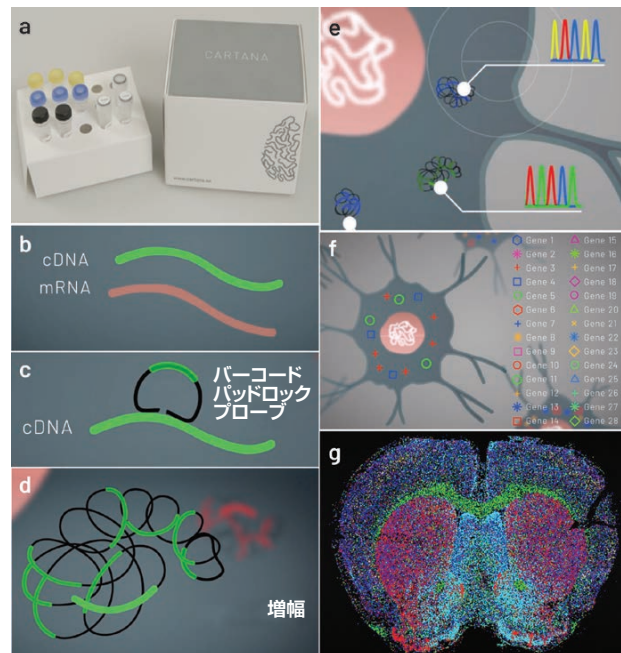 a
CARTANA
www.cartana.se
b
cDNA
mRNA
c
バーコード
パッドロック
プローブ
cDNA
d
増幅
e
f
Gene 1
Gene 2
Gene 3
Gene 4
Gene 5
Gene 6
Gene 7
Gene 8
Gene 9
Gene 10
Gene 11
Gene 12
Gene 13
Gene 14
Gene 15
Gene 16
Gene 17
Gene 18
Gene 19
Gene 20
Gene 21
Gene 22
Gene 23
Gene 24
Gene 25
Gene 26
Gene 27
Gene 28
g